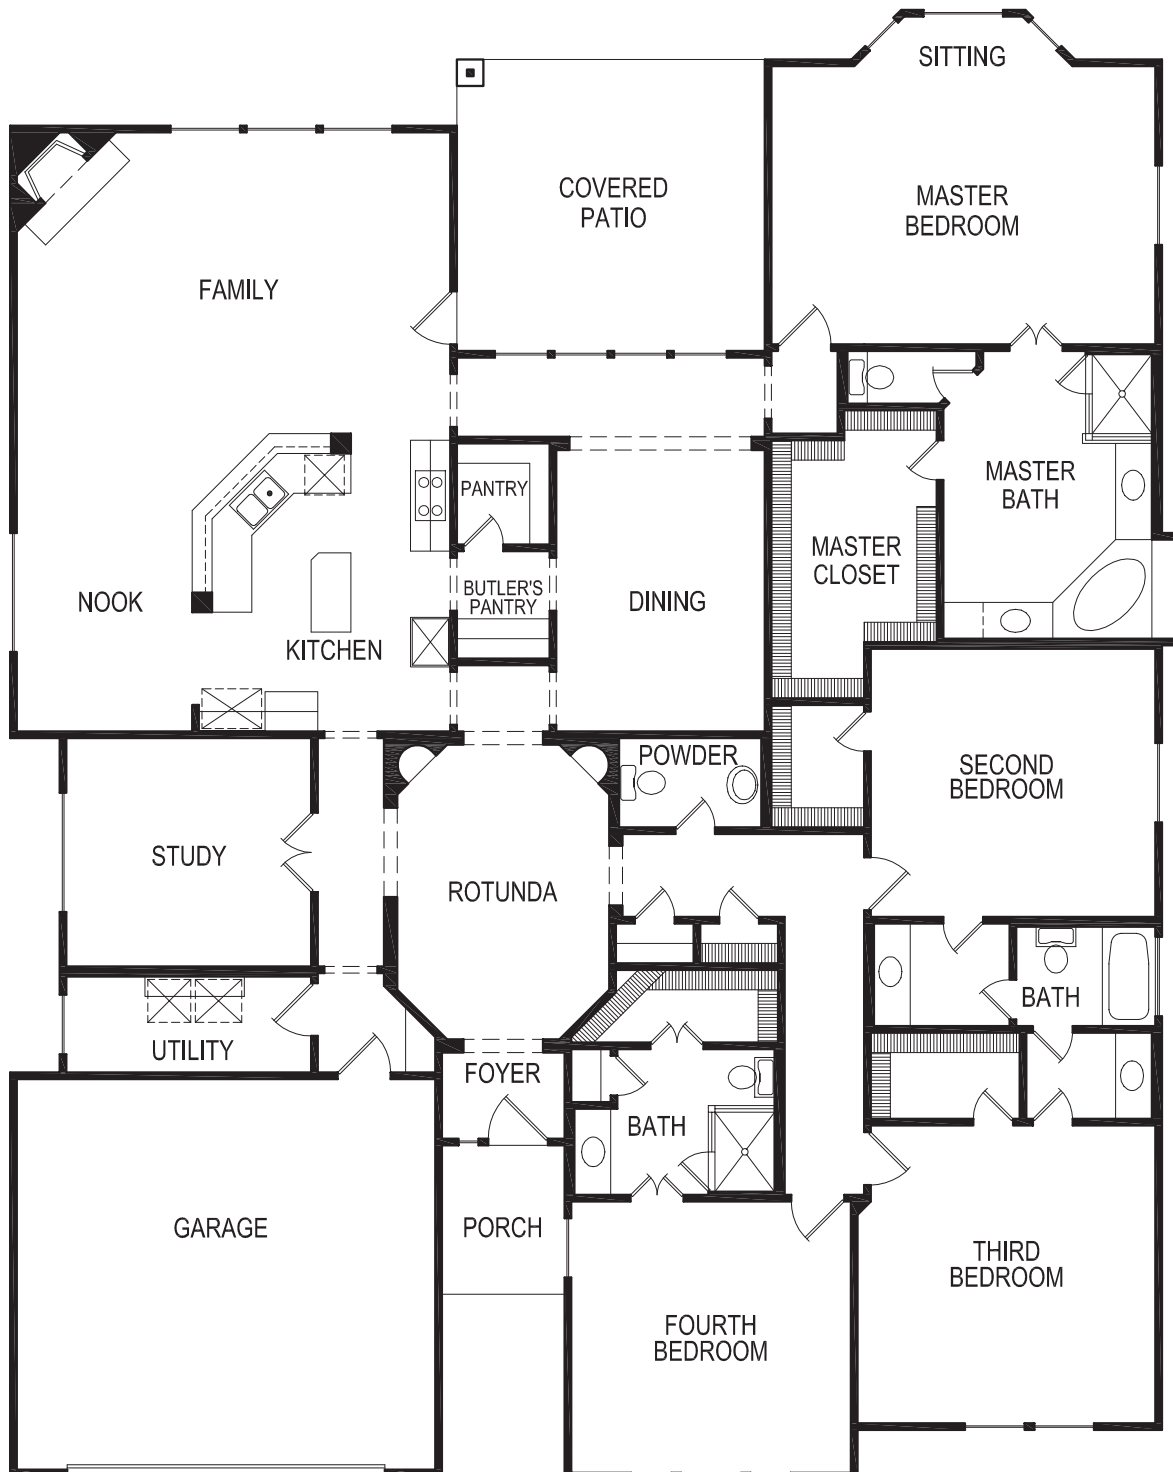 SITTING
COVERED
PATIO
MASTER
BEDROOM
FAMILY
PANTRY
MASTER
BATH
MASTER
CLOSET
NOOK
BUTLER'S
PANTRY
DINING
KITCHEN
POWDER
SECOND
BEDROOM
STUDY
ROTUNDA
BATH
UTILITY
FOYER
BATH
GARAGE
PORCH
THIRD
BEDROOM
FOURTH
BEDROOM